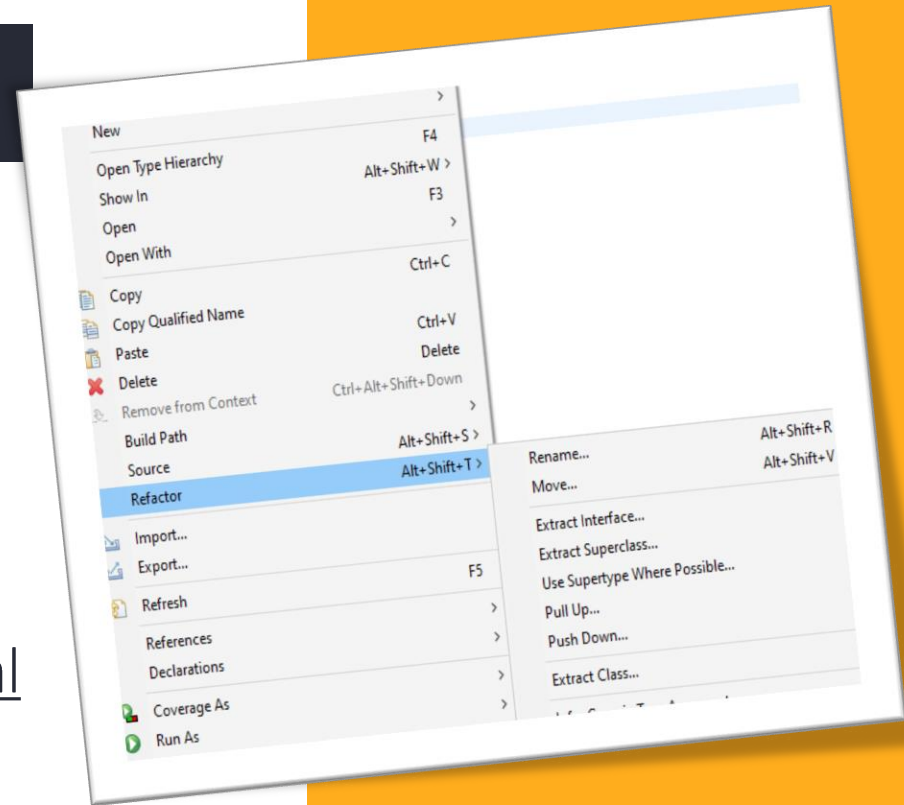 New >
Open Type Hierarchy F4
Show In Alt+Shift+W >
Open F3
Open With >
Copy Ctrl+C
Copy Qualified Name
Paste Ctrl+V
Delete Delete
Remove from Context Ctrl+Alt+Shift+Down
Build Path >
Source Alt+Shift+S >
Refactor Alt+Shift+T >
Import...
Export...
Refresh F5
References >
Declarations >
Coverage As >
Run As >
Rename... Alt+Shift+R
Move... Alt+Shift+V
Extract Interface...
Extract Superclass...
Use Supertype Where Possible...
Pull Up...
Push Down...
Extract Class...